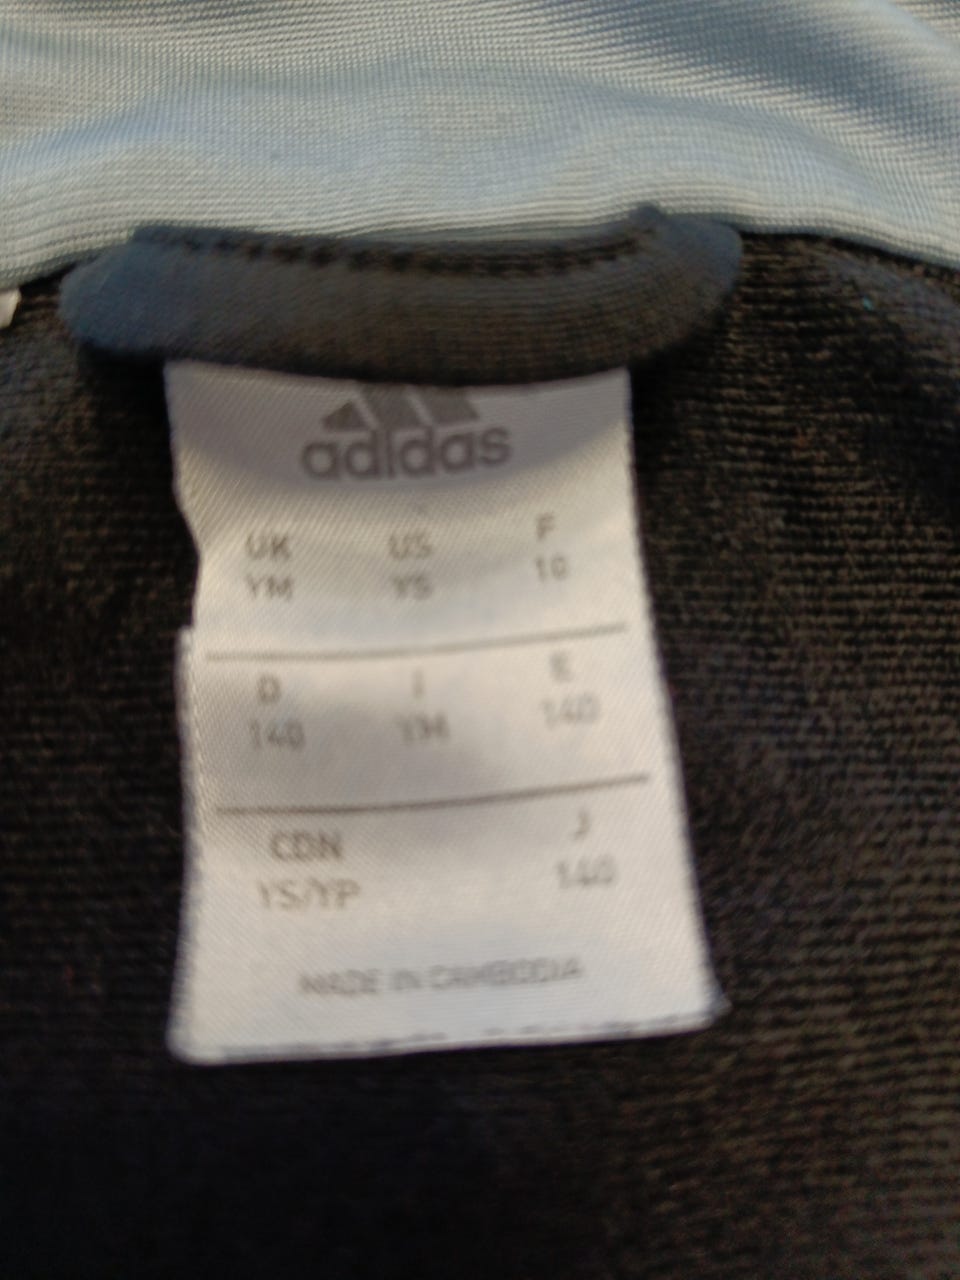 adidas
UK US F
YM YS 10
D I E
140 YM 140
CDN J
YS/YP 140
MADE IN CAMBODIA